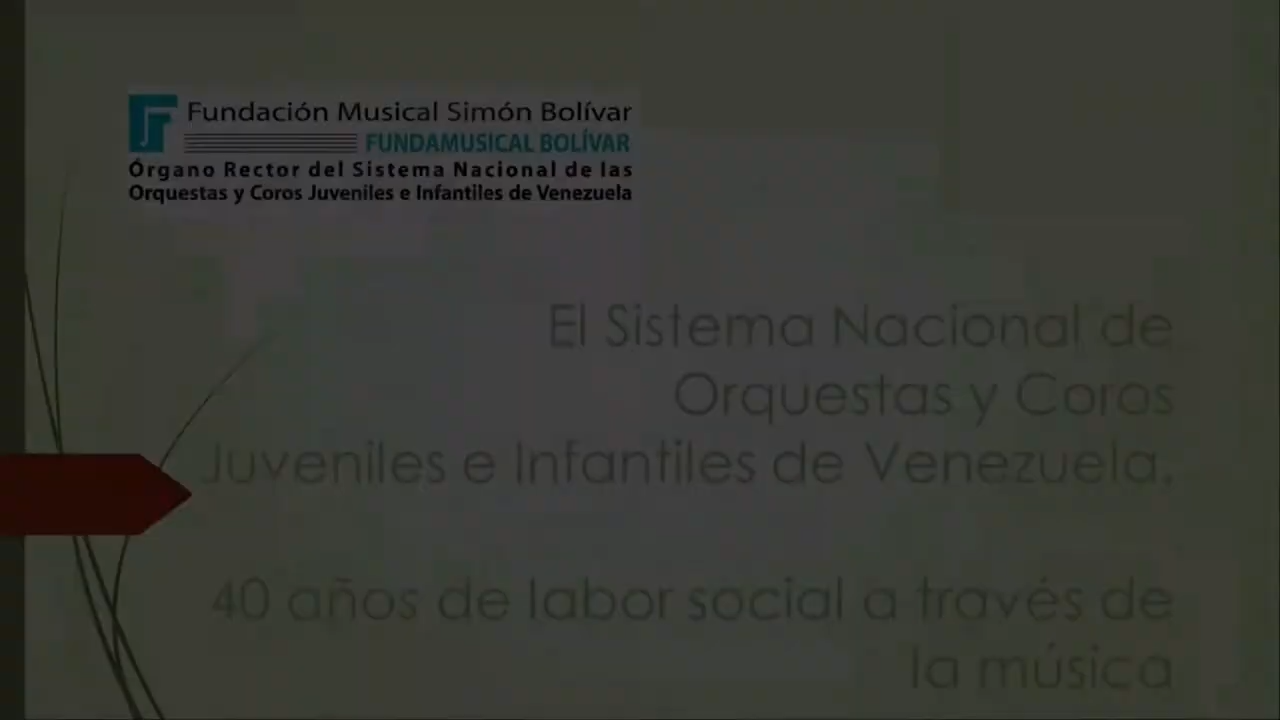 Fundación Musical Simón Bolívar
FUNDAMUSICAL BOLÍVAR
Órgano Rector del Sistema Nacional de las
Orquestas y Coros Juveniles e Infantiles de Venezuela
El Sistema Nacional de
Orquestas y Coros
Juveniles e Infantiles de Venezuela.
40 años de labor social a través de
la música